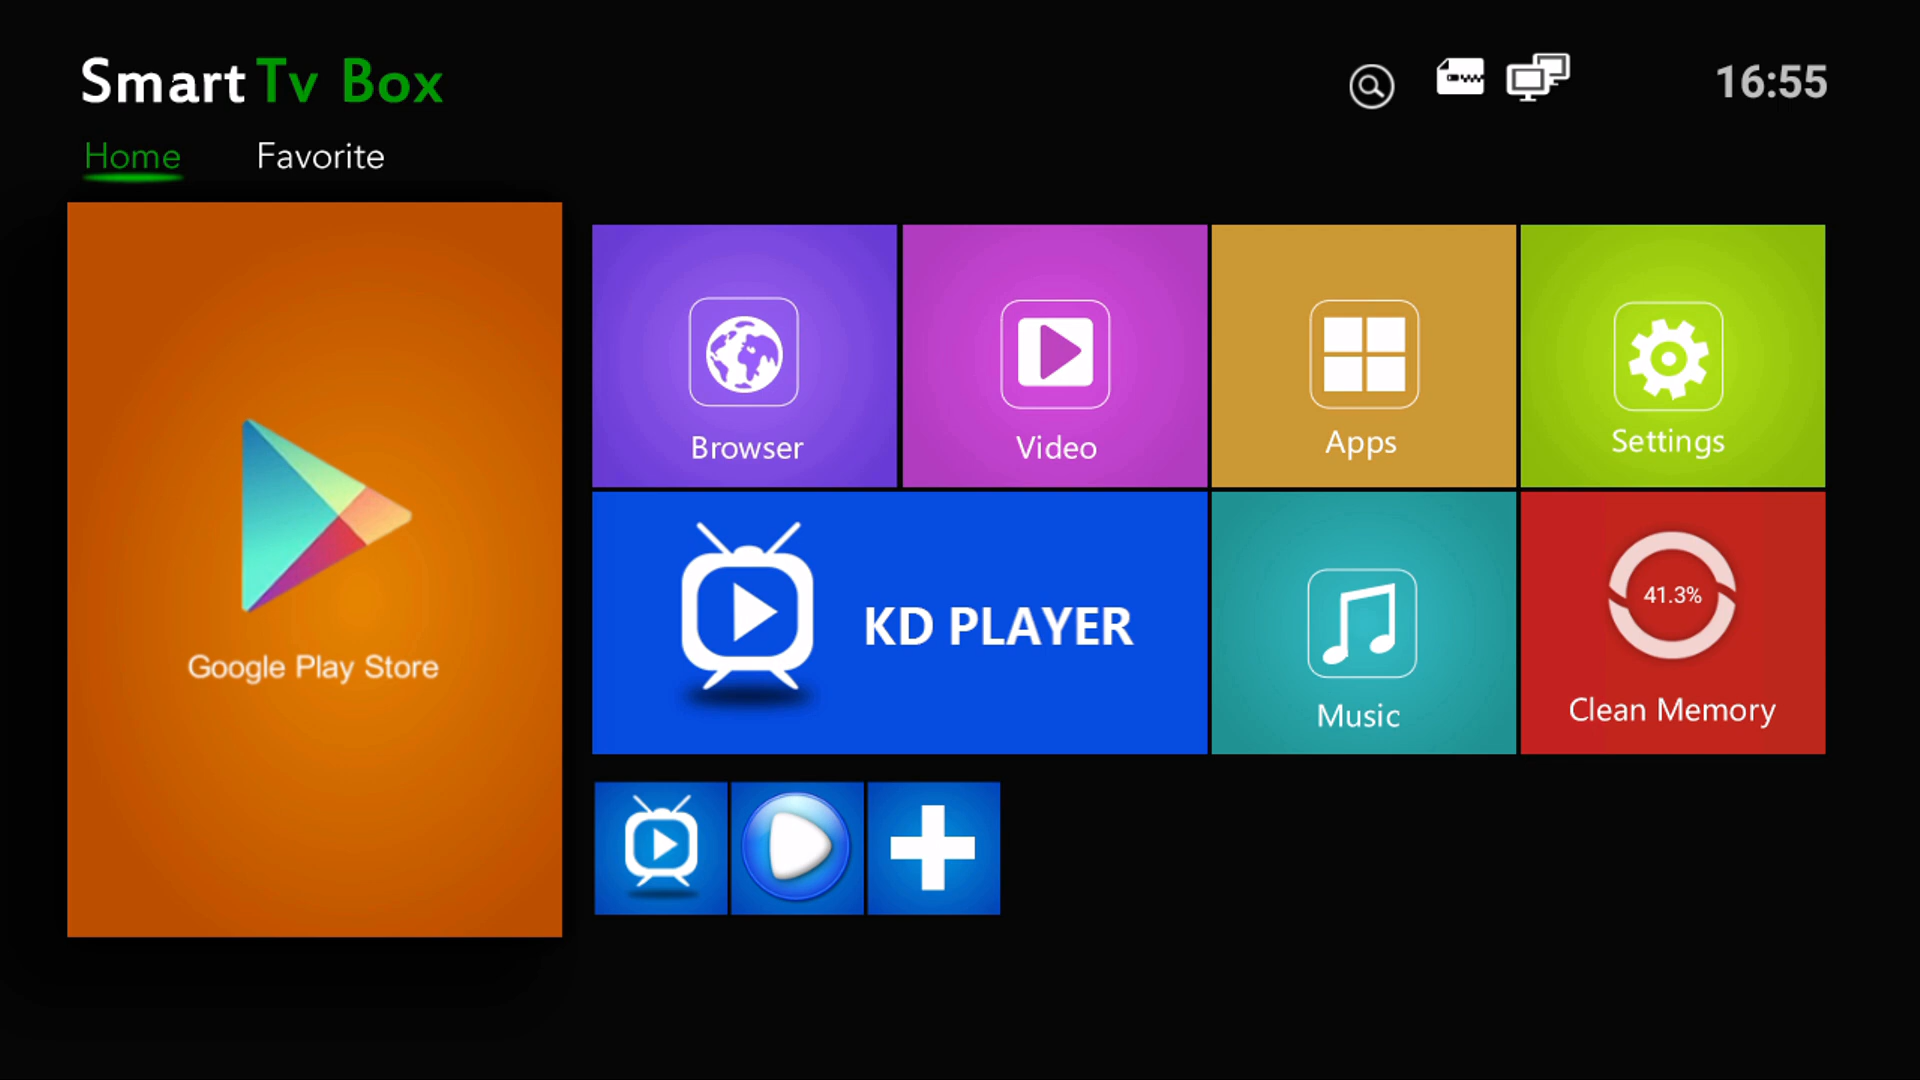 Smart Tv Box
16:55
Home
Favorite
Google Play Store
Browser
Video
Apps
Settings
KD PLAYER
Music
41.3%
Clean Memory